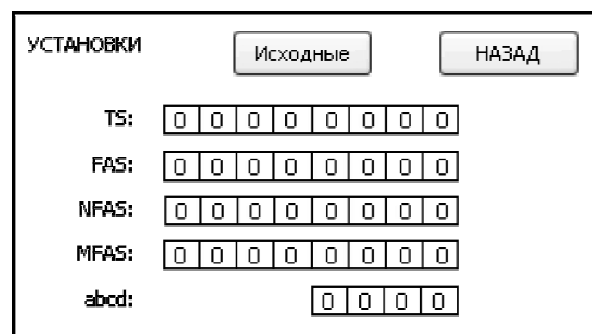 УСТАНОВКИ Исходные НАЗАД
TS: 0 0 0 0 0 0 0 0
FAS: 0 0 0 0 0 0 0 0
NFAS: 0 0 0 0 0 0 0 0
MFAS: 0 0 0 0 0 0 0 0
abcd: 0 0 0 0